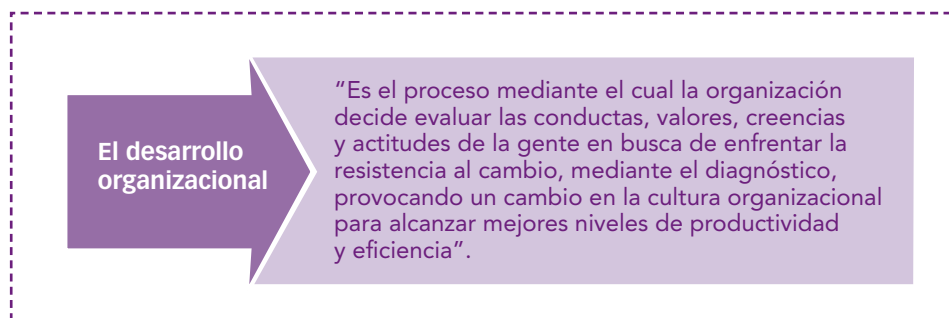 El desarrollo
organizacional
“Es el proceso mediante el cual la organización
decide evaluar las conductas, valores, creencias
y actitudes de la gente en busca de enfrentar la
resistencia al cambio, mediante el diagnóstico,
provocando un cambio en la cultura organizacional
para alcanzar mejores niveles de productividad
y eficiencia”.